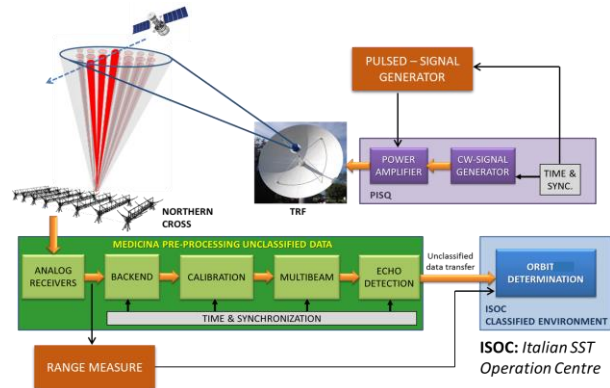 PULSED – SIGNAL
GENERATOR
POWER
AMPLIFIER
CW-SIGNAL
GENERATOR
TIME &
SYNC.
PISQ
TRF
NORTHERN
CROSS
MEDICINA PRE-PROCESSING UNCLASSIFIED DATA
ANALOG
RECEIVERS
BACKEND
CALIBRATION
MULTIBEAM
ECHO
DETECTION
TIME & SYNCHRONIZATION
Unclassified
data transfer
ORBIT
DETERMINATION
ISOC
CLASSIFIED ENVIRONMENT
RANGE MEASURE
ISOC: Italian SST
Operation Centre